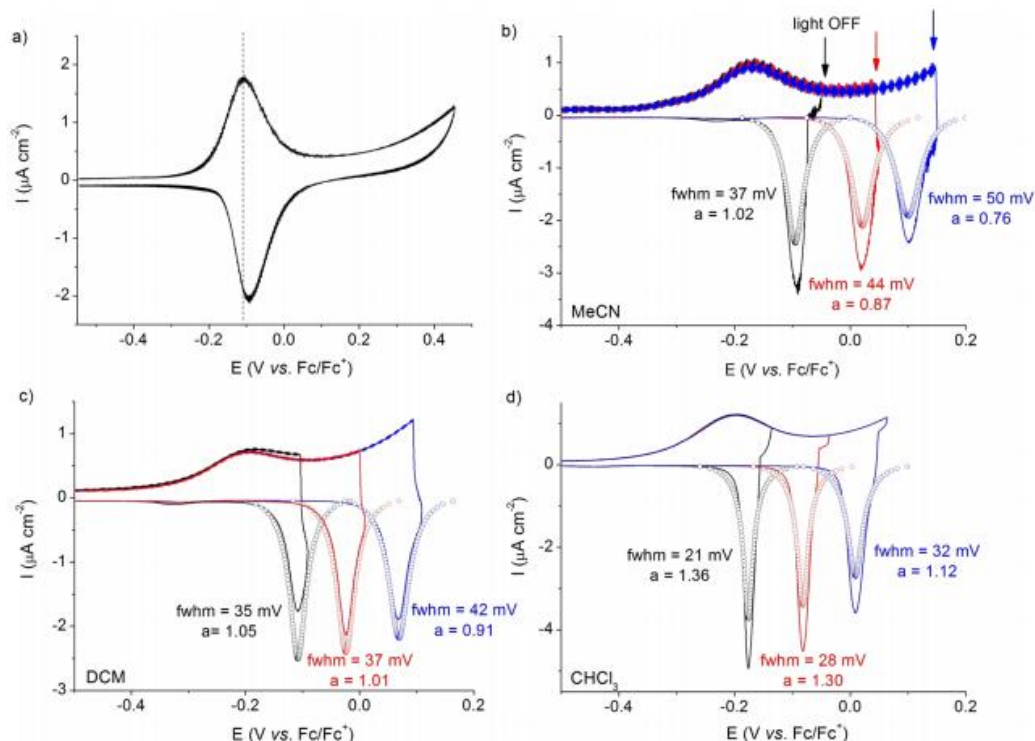 a)
I (μA cm⁻²)
2
1
0
-1
-2
-0.4
-0.2
0.0
0.2
0.4
E (V vs. Fc/Fc⁺)
b)
light OFF
I (μA cm⁻²)
2
1
0
-1
-2
-3
-4
fwhm = 37 mV
a = 1.02
fwhm = 50 mV
a = 0.76
fwhm = 44 mV
a = 0.87
MeCN
-0.4
-0.2
0.0
0.2
E (V vs. Fc/Fc⁺)
c)
I (μA cm⁻²)
2
1
0
-1
-2
-3
fwhm = 35 mV
a= 1.05
fwhm = 42 mV
a = 0.91
fwhm = 37 mV
a = 1.01
DCM
-0.4
-0.2
0.0
0.2
E (V vs. Fc/Fc⁺)
d)
I (μA cm⁻²)
2
0
-2
-4
fwhm = 21 mV
a = 1.36
fwhm = 32 mV
a = 1.12
fwhm = 28 mV
a = 1.30
CHCl₃
-0.4
-0.2
0.0
0.2
E (V vs. Fc/Fc⁺)